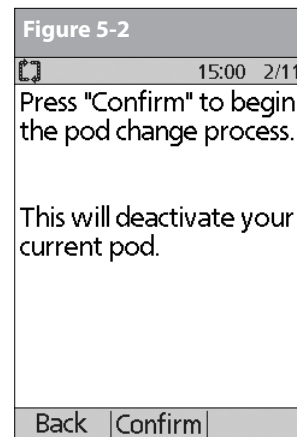 Figure 5-2
15:00 2/11
Press "Confirm" to begin
the pod change process.
This will deactivate your
current pod.
Back Confirm